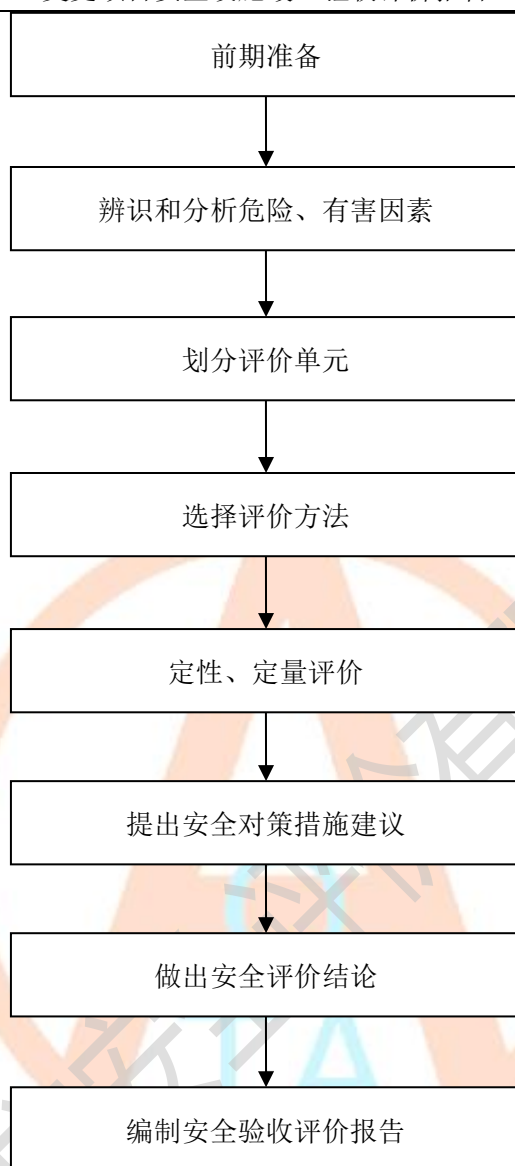 前期准备
辨识和分析危险、有害因素
划分评价单元
选择评价方法
定性、定量评价
提出安全对策措施建议
做出安全评价结论
编制安全验收评价报告